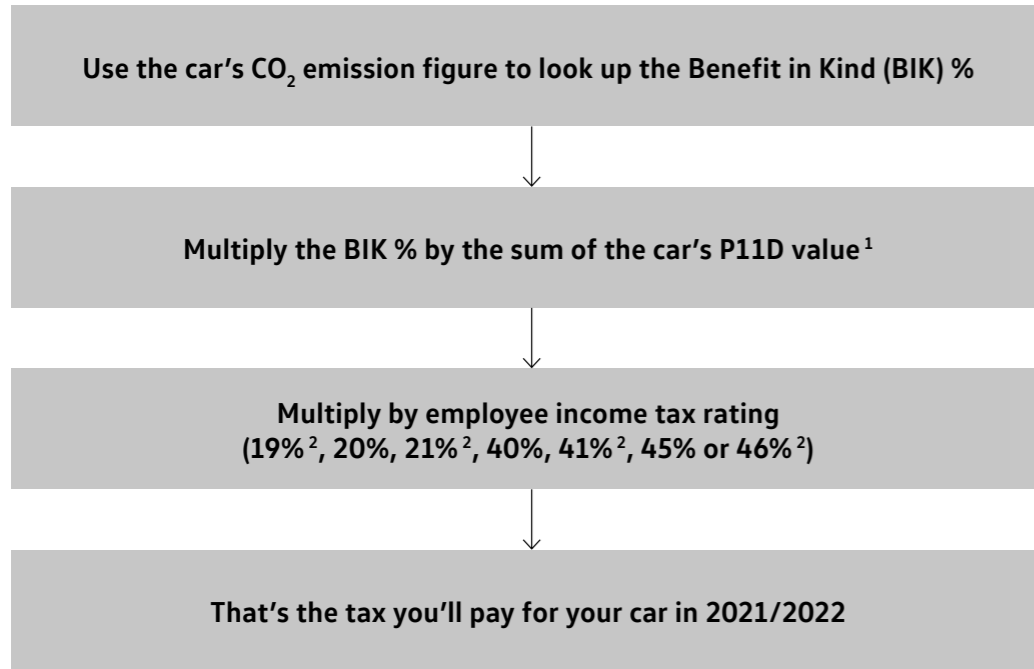 Use the car's CO₂ emission figure to look up the Benefit in Kind (BIK) %
Multiply the BIK % by the sum of the car's P11D value¹
Multiply by employee income tax rating
(19%², 20%, 21%², 40%, 41%², 45% or 46%²)
That's the tax you'll pay for your car in 2021/2022